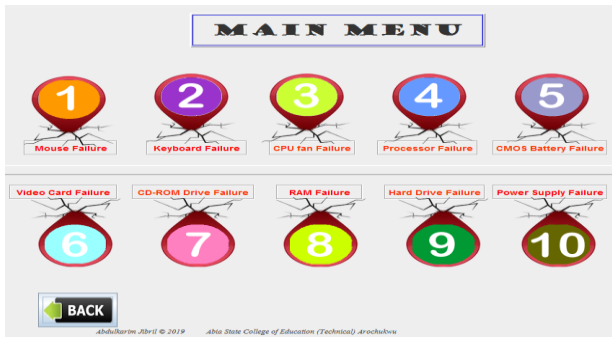 MAIN MENU
1 2 3 4 5
Mouse Failure Keyboard Failure CPU fan Failure Processor Failure CMOS Battery Failure
Video Card Failure CD-ROM Drive Failure RAM Failure Hard Drive Failure Power Supply Failure
6 7 8 9 10
BACK
Abdulkarim Jibril © 2019 Abia State College of Education (Technical) Arochukwu